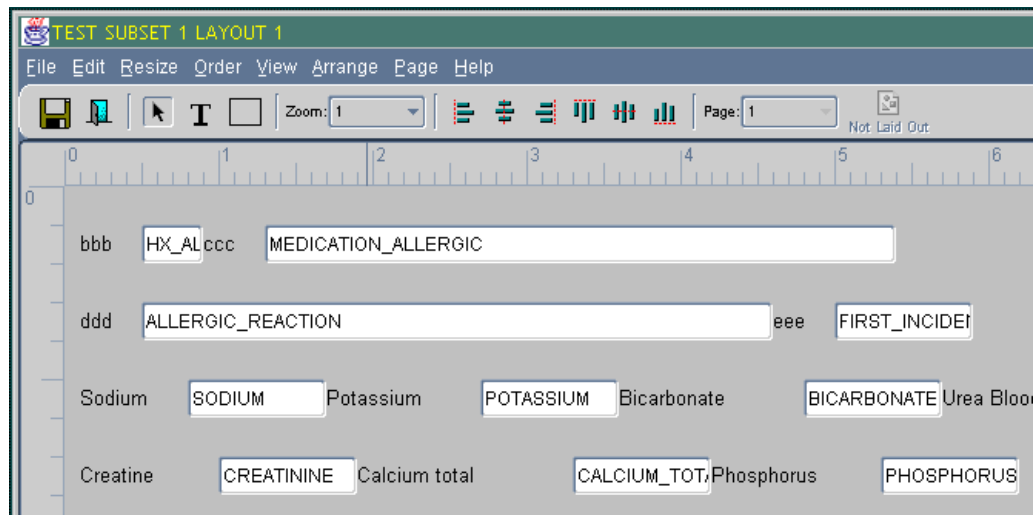 TEST SUBSET 1 LAYOUT 1
File Edit Resize Order View Arrange Page Help
T Zoom: 1 Page: 1 Not Laid Out
0 1 2 3 4 5 6
0
bbb HX_AL ccc MEDICATION_ALLERGIC
ddd ALLERGIC_REACTION eee FIRST_INCIDEN
Sodium SODIUM Potassium POTASSIUM Bicarbonate BICARBONATE Urea Bloo
Creatine CREATININE Calcium total CALCIUM_TOTA Phosphorus PHOSPHORUS